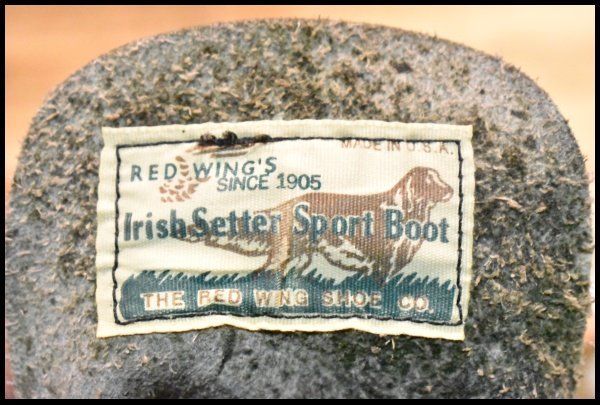 MADE IN U.S.A.
RED WING'S
SINCE 1905
Irish Setter Sport Boot
THE RED WING SHOE CO.